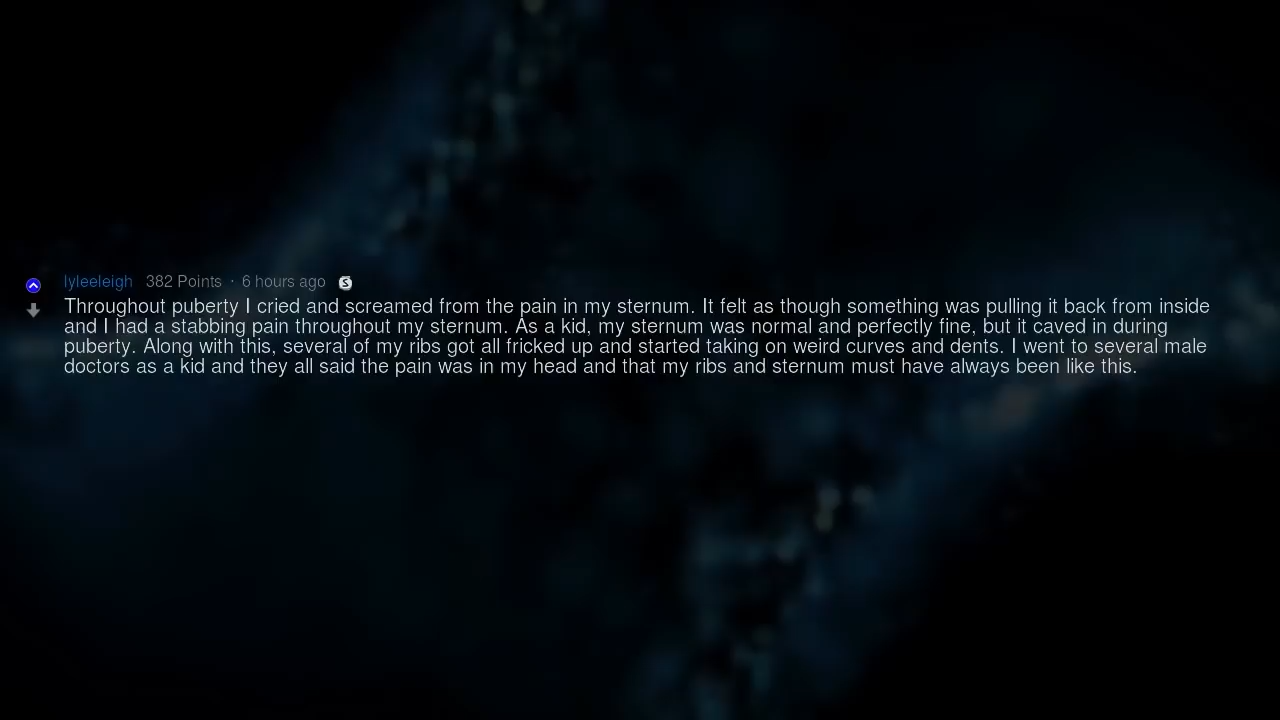 lyleeleigh 382 Points · 6 hours ago S
Throughout puberty I cried and screamed from the pain in my sternum. It felt as though something was pulling it back from inside
and I had a stabbing pain throughout my sternum. As a kid, my sternum was normal and perfectly fine, but it caved in during
puberty. Along with this, several of my ribs got all fricked up and started taking on weird curves and dents. I went to several male
doctors as a kid and they all said the pain was in my head and that my ribs and sternum must have always been like this.